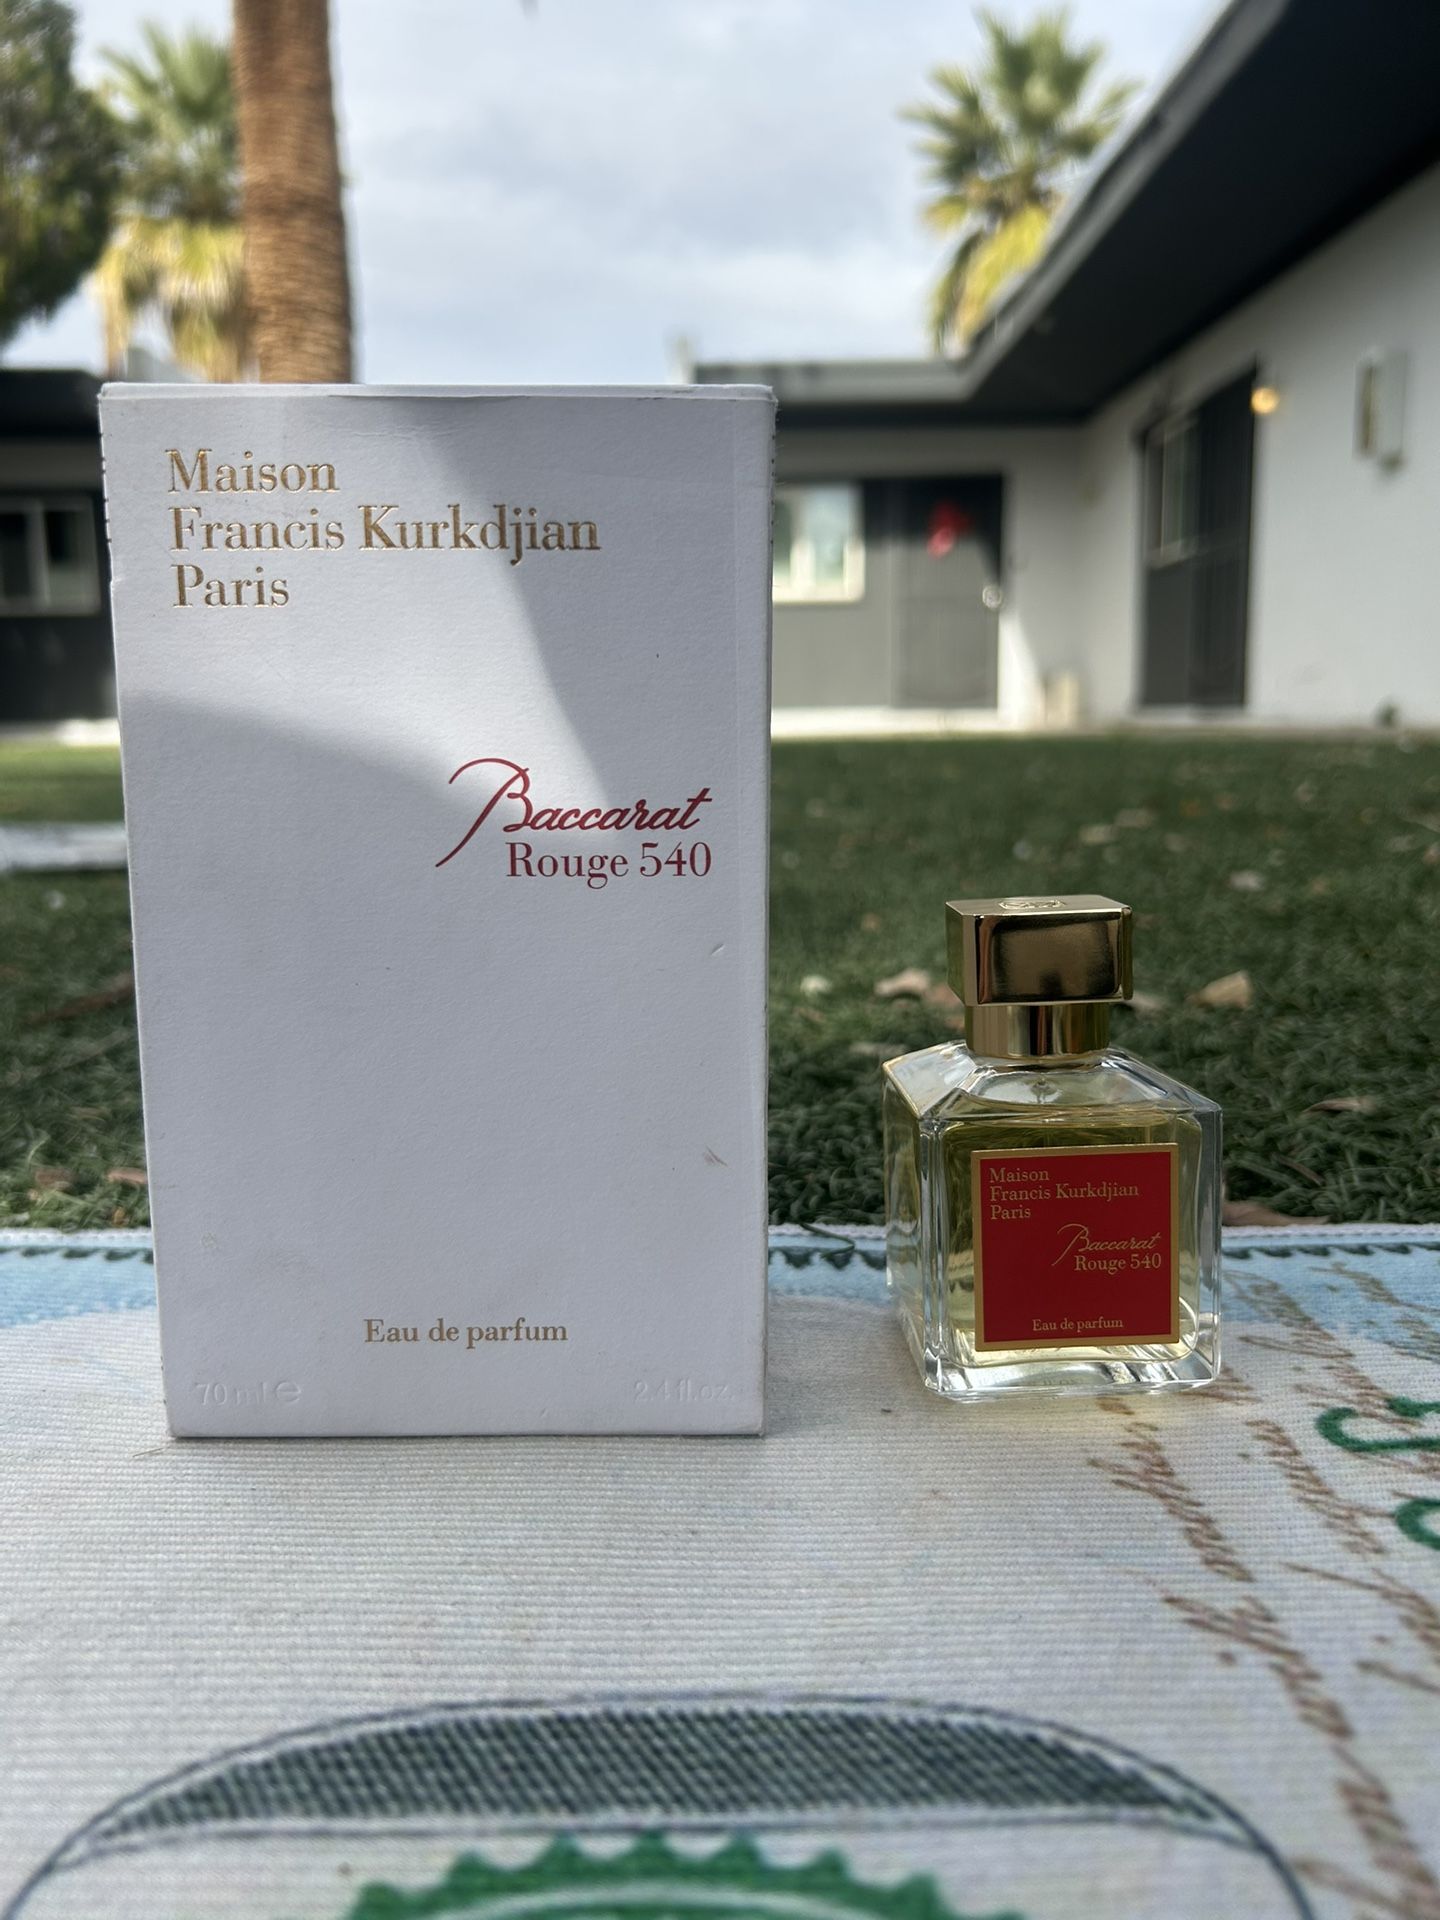 Maison
Francis Kurkdjian
Paris
Baccarat
Rouge 540
Eau de parfum
70 ml e
2.4 fl.oz.
Maison
Francis Kurkdjian
Paris
Baccarat
Rouge 540
Eau de parfum